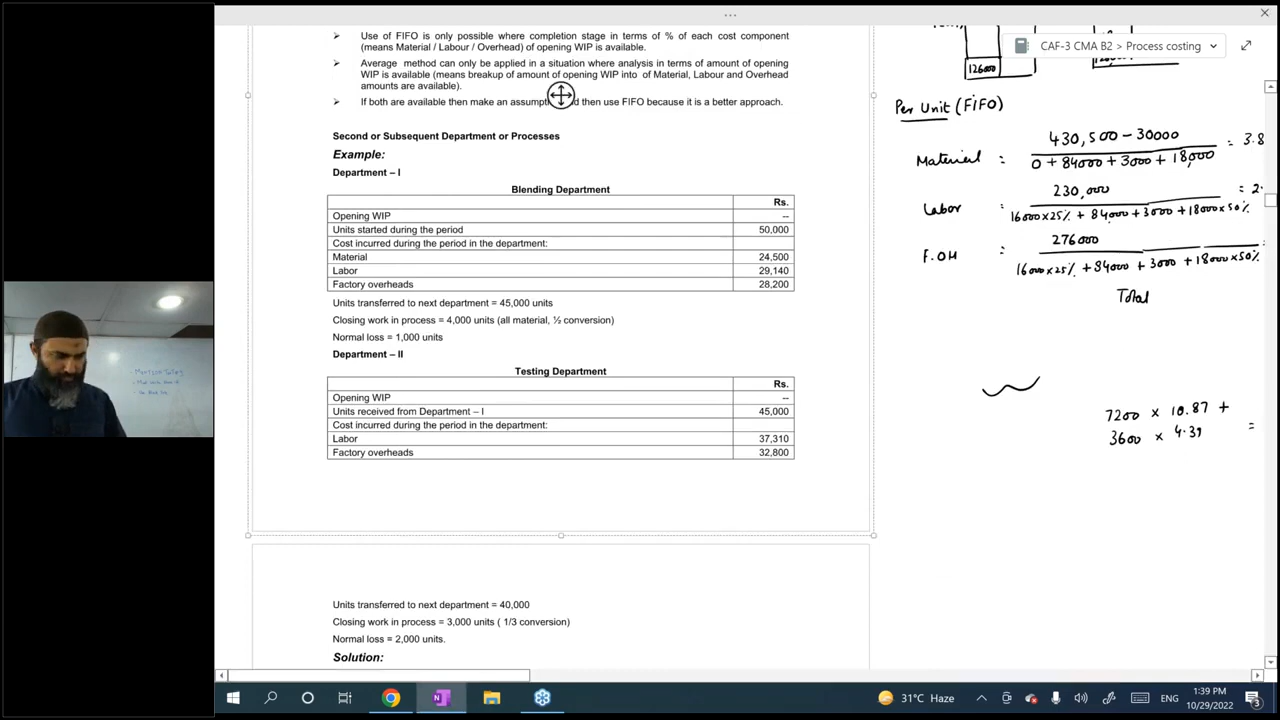 CAF-3 CMA B2 > Process costing
126000
Use of FIFO is only possible where completion stage in terms of % of each cost component
(means Material / Labour / Overhead) of opening WIP is available.
Average method can only be applied in a situation where analysis in terms of amount of opening
WIP is available (means breakup of amount of opening WIP into of Material, Labour and Overhead
amounts are available).
If both are available then make an assumpt d then use FIFO because it is a better approach.
Second or Subsequent Department or Processes
Example:
Department – I
Blending Department
Rs.
Opening WIP --
Units started during the period 50,000
Cost incurred during the period in the department:
Material 24,500
Labor 29,140
Factory overheads 28,200
Units transferred to next department = 45,000 units
Closing work in process = 4,000 units (all material, ½ conversion)
Normal loss = 1,000 units
Department – II
Testing Department
Rs.
Opening WIP --
Units received from Department – I 45,000
Cost incurred during the period in the department:
Labor 37,310
Factory overheads 32,800
Units transferred to next department = 40,000
Closing work in process = 3,000 units ( 1/3 conversion)
Normal loss = 2,000 units.
Solution:
Per Unit (FIFO)
430,500 - 30000
Material = = 3.8
0 + 84000 + 3000 + 18,000
230,000
Labor = = 2.
16000x25% + 84,000 + 3000 + 18000x50%
276000
F.OH =
16000x25% + 84000 + 3000 + 18000x50%
Total
7200 x 10.87 +
3600 x 4.39 =
31°C Haze
ENG
1:39 PM
10/29/2022
3